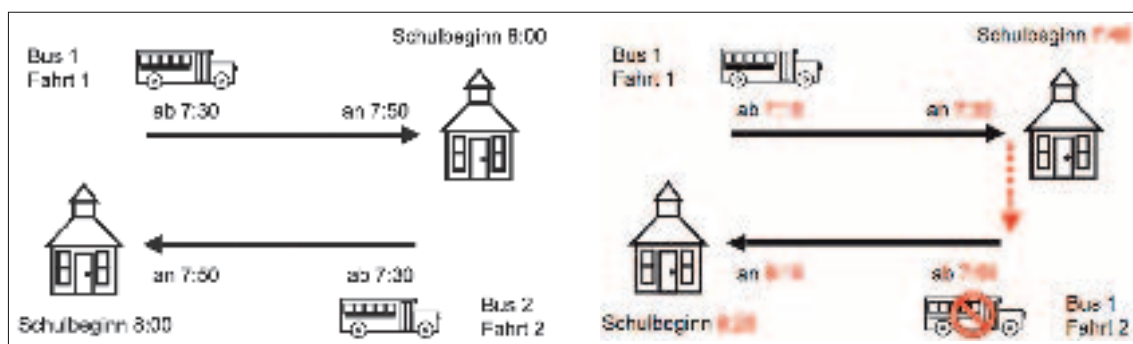 Schulbeginn 8:00
Bus 1
Fahrt 1
ab 7:30 an 7:50
an 7:50 ab 7:30
Schulbeginn 8:00
Bus 2
Fahrt 2
Schulbeginn
Bus 1
Fahrt 1
ab an
an ab
Schulbeginn
Bus 1
Fahrt 2